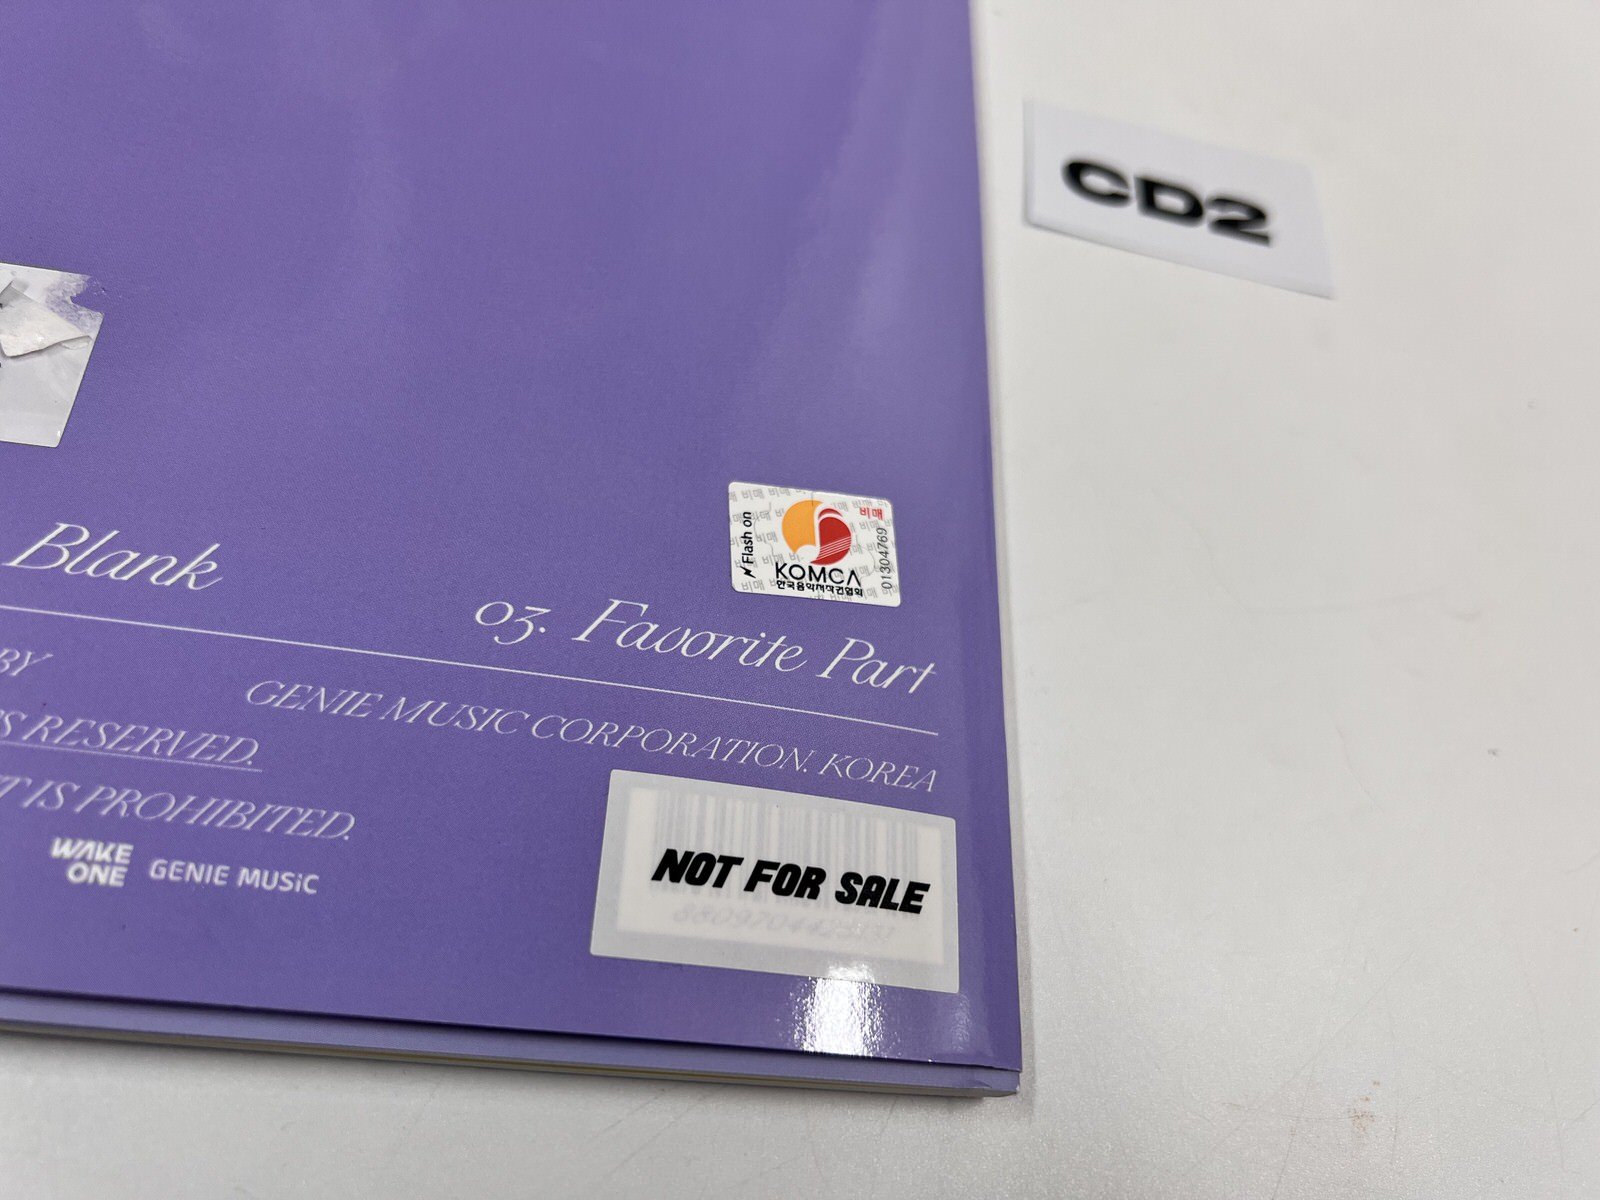 CD2
비매
Flash on
KOMCA
한국음악저작권협회
01304769
Blank
03. Favorite Part
BY
GENIE MUSIC CORPORATION. KOREA
S RESERVED.
T IS PROHIBITED.
WAKE
ONE
GENIE MUSIC
NOT FOR SALE